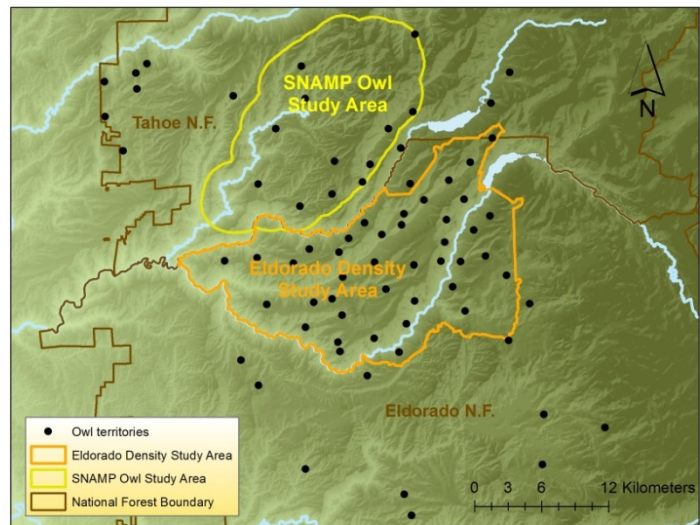 SNAMP Owl
Study Area
Tahoe N.F.
N
Eldorado Density
Study Area
Eldorado N.F.
Owl territories
Eldorado Density Study Area
SNAMP Owl Study Area
National Forest Boundary
0 3 6 12 Kilometers